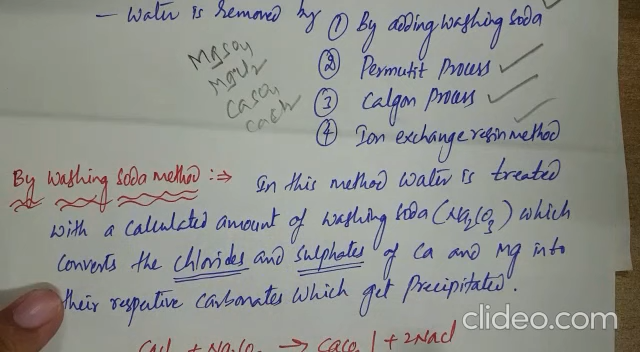 - Water is removed by ① By adding washing soda
② Permutit Process ✓
③ Calgon Process ✓
④ Ion exchange resin method
MgSO4
MgCl2
CaSO4
CaCl2
By washing soda method :⇒ In this method water is treated
with a calculated amount of washing soda (Na2CO3) which
converts the chlorides and sulphates of Ca and Mg into
their respective carbonates which get Precipitated.
CaCl2 + Na2CO3 → CaCO3↓ + 2NaCl
clideo.com